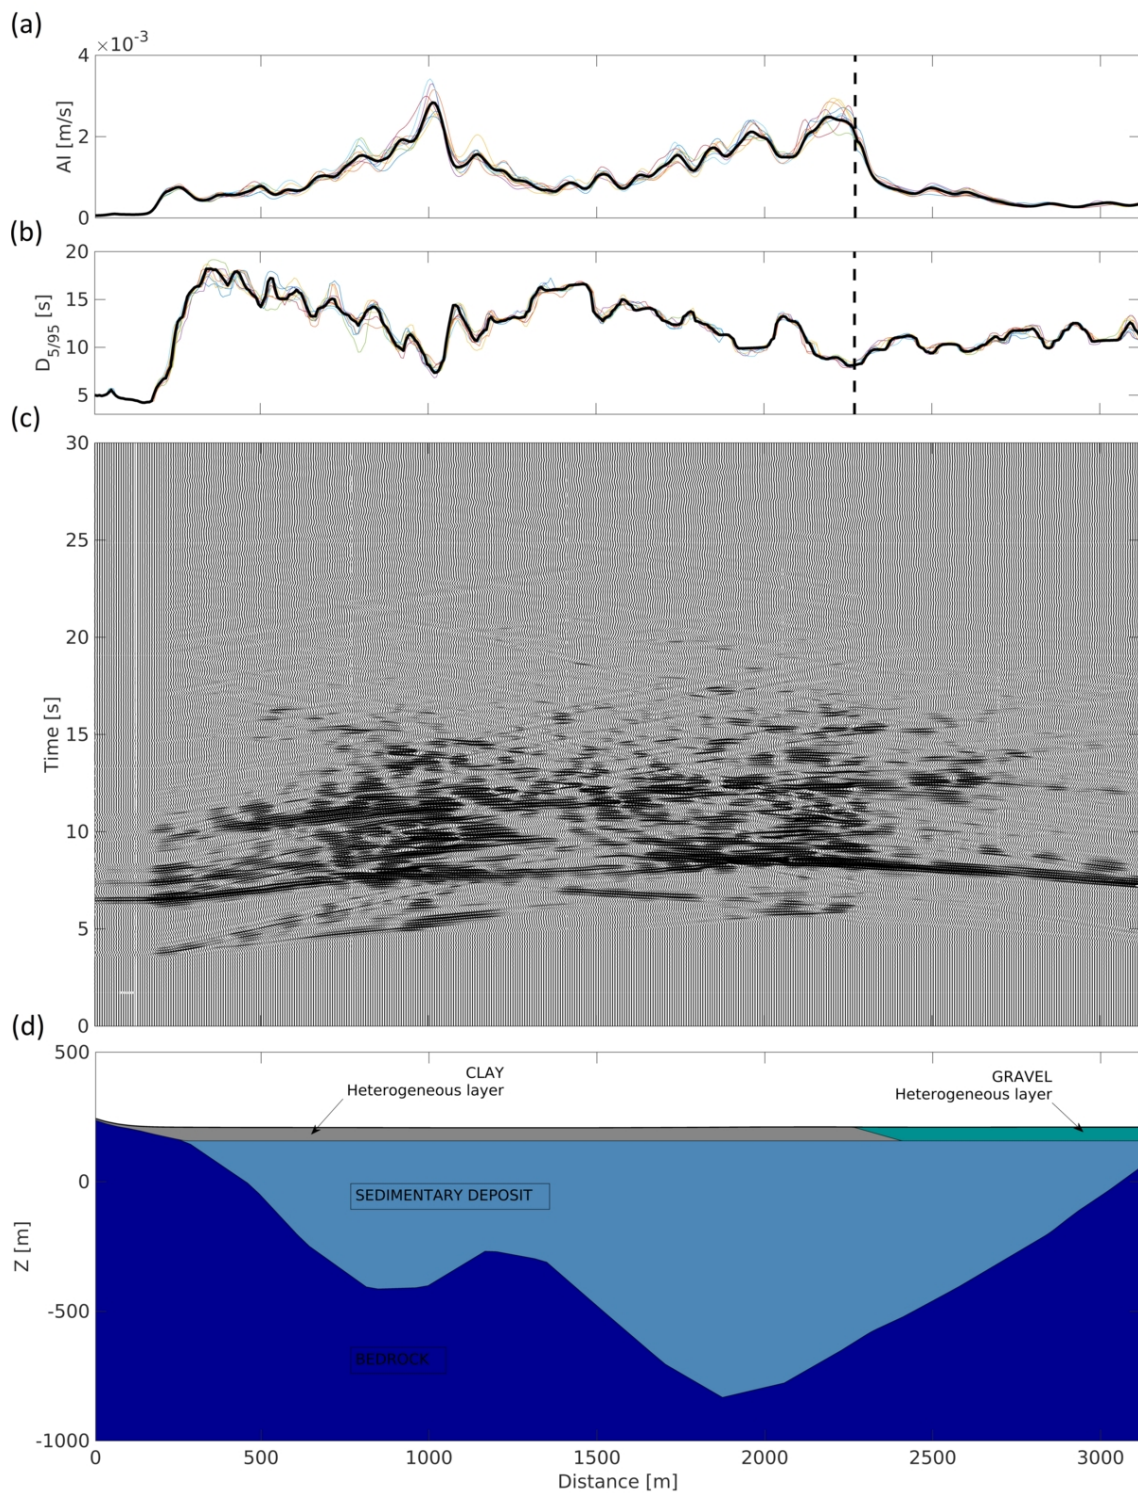 (a)
×10⁻³
4
2
0
AI [m/s]
(b)
20
15
10
5
D5/95 [s]
(c)
30
25
20
15
10
5
0
Time [s]
(d)
500
0
-500
-1000
Z [m]
CLAY
Heterogeneous layer
GRAVEL
Heterogeneous layer
SEDIMENTARY DEPOSIT
BEDROCK
0 500 1000 1500 2000 2500 3000
Distance [m]